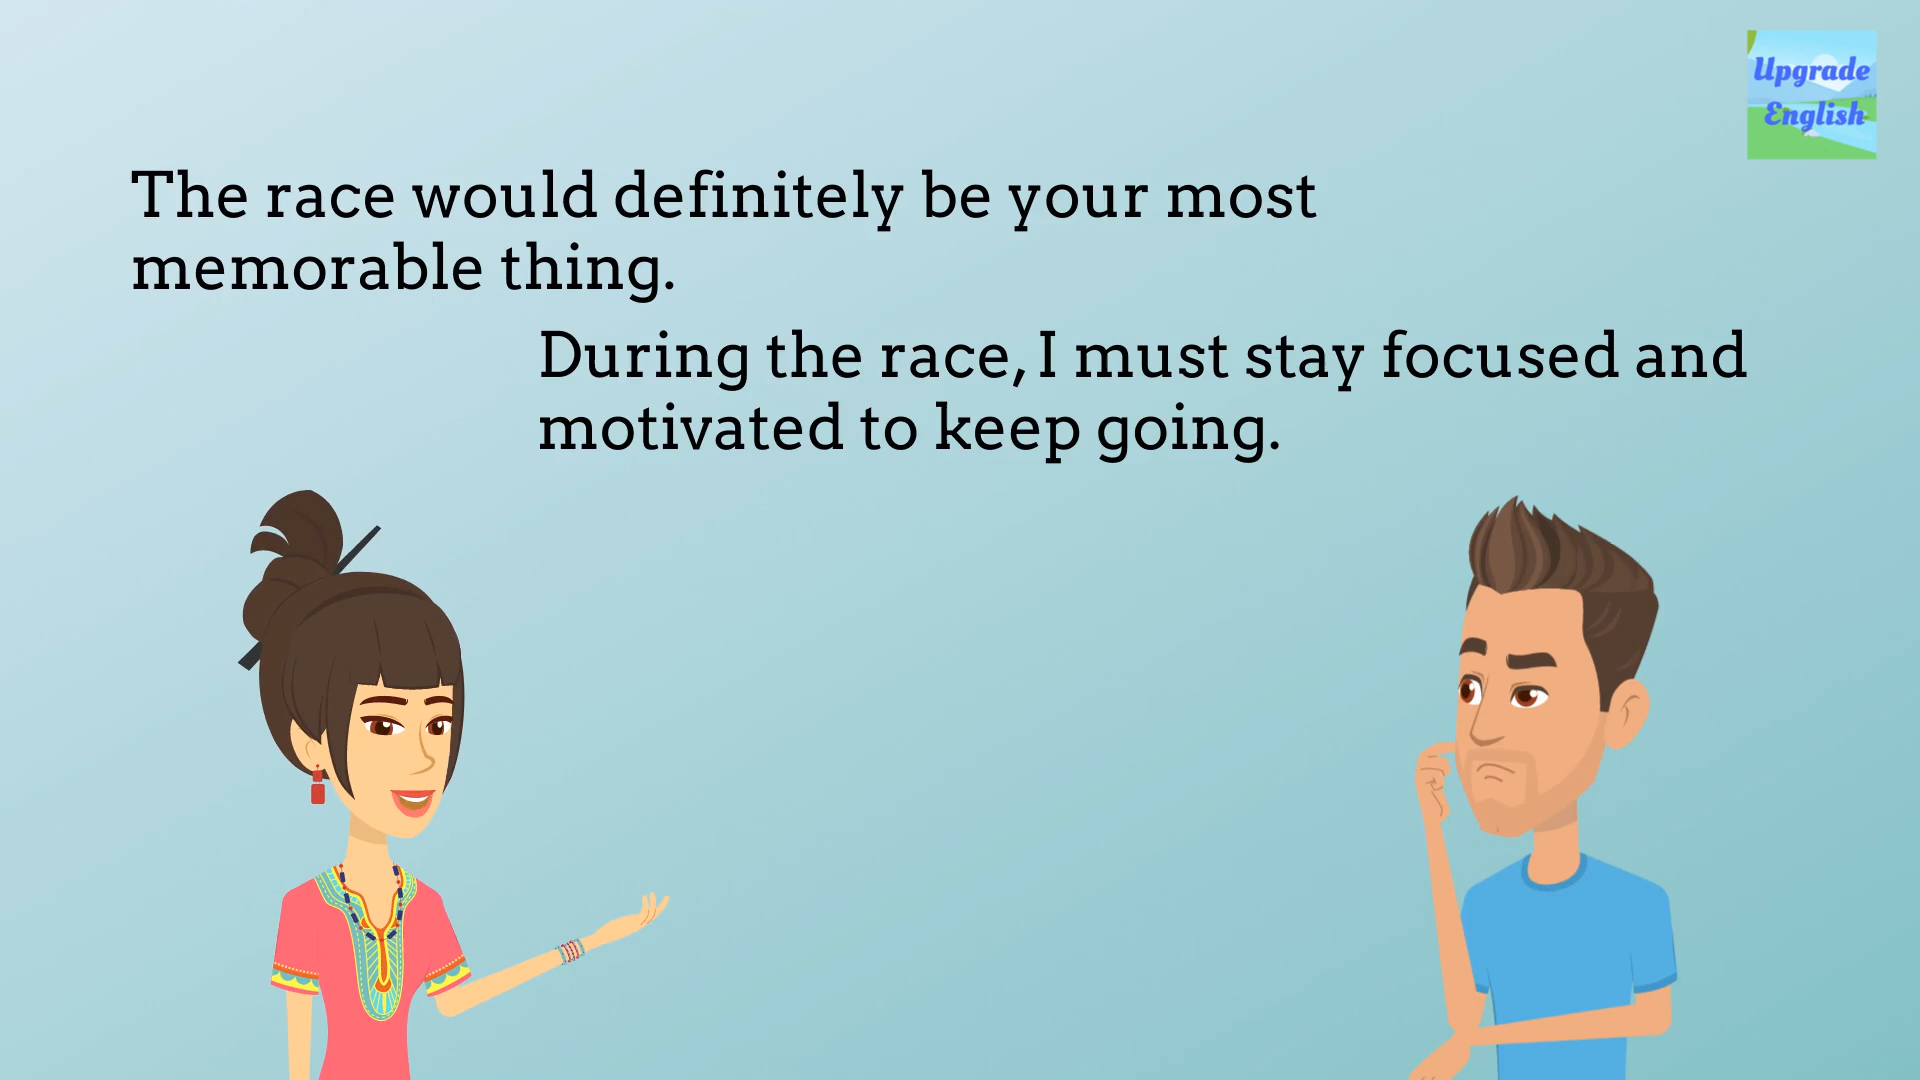 Upgrade
English
The race would definitely be your most
memorable thing.
During the race, I must stay focused and
motivated to keep going.